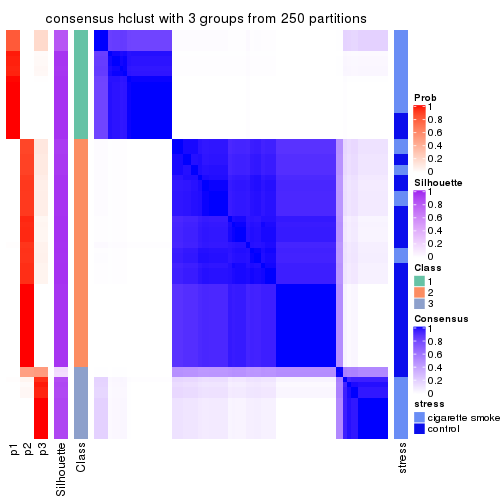 consensus hclust with 3 groups from 250 partitions
Prob
1
0.8
0.6
0.4
0.2
0
Silhouette
1
0.8
0.6
0.4
0.2
0
Class
1
2
3
Consensus
1
0.8
0.6
0.4
0.2
0
stress
cigarette smoke
control
p1
p2
p3
Silhouette
Class
stress